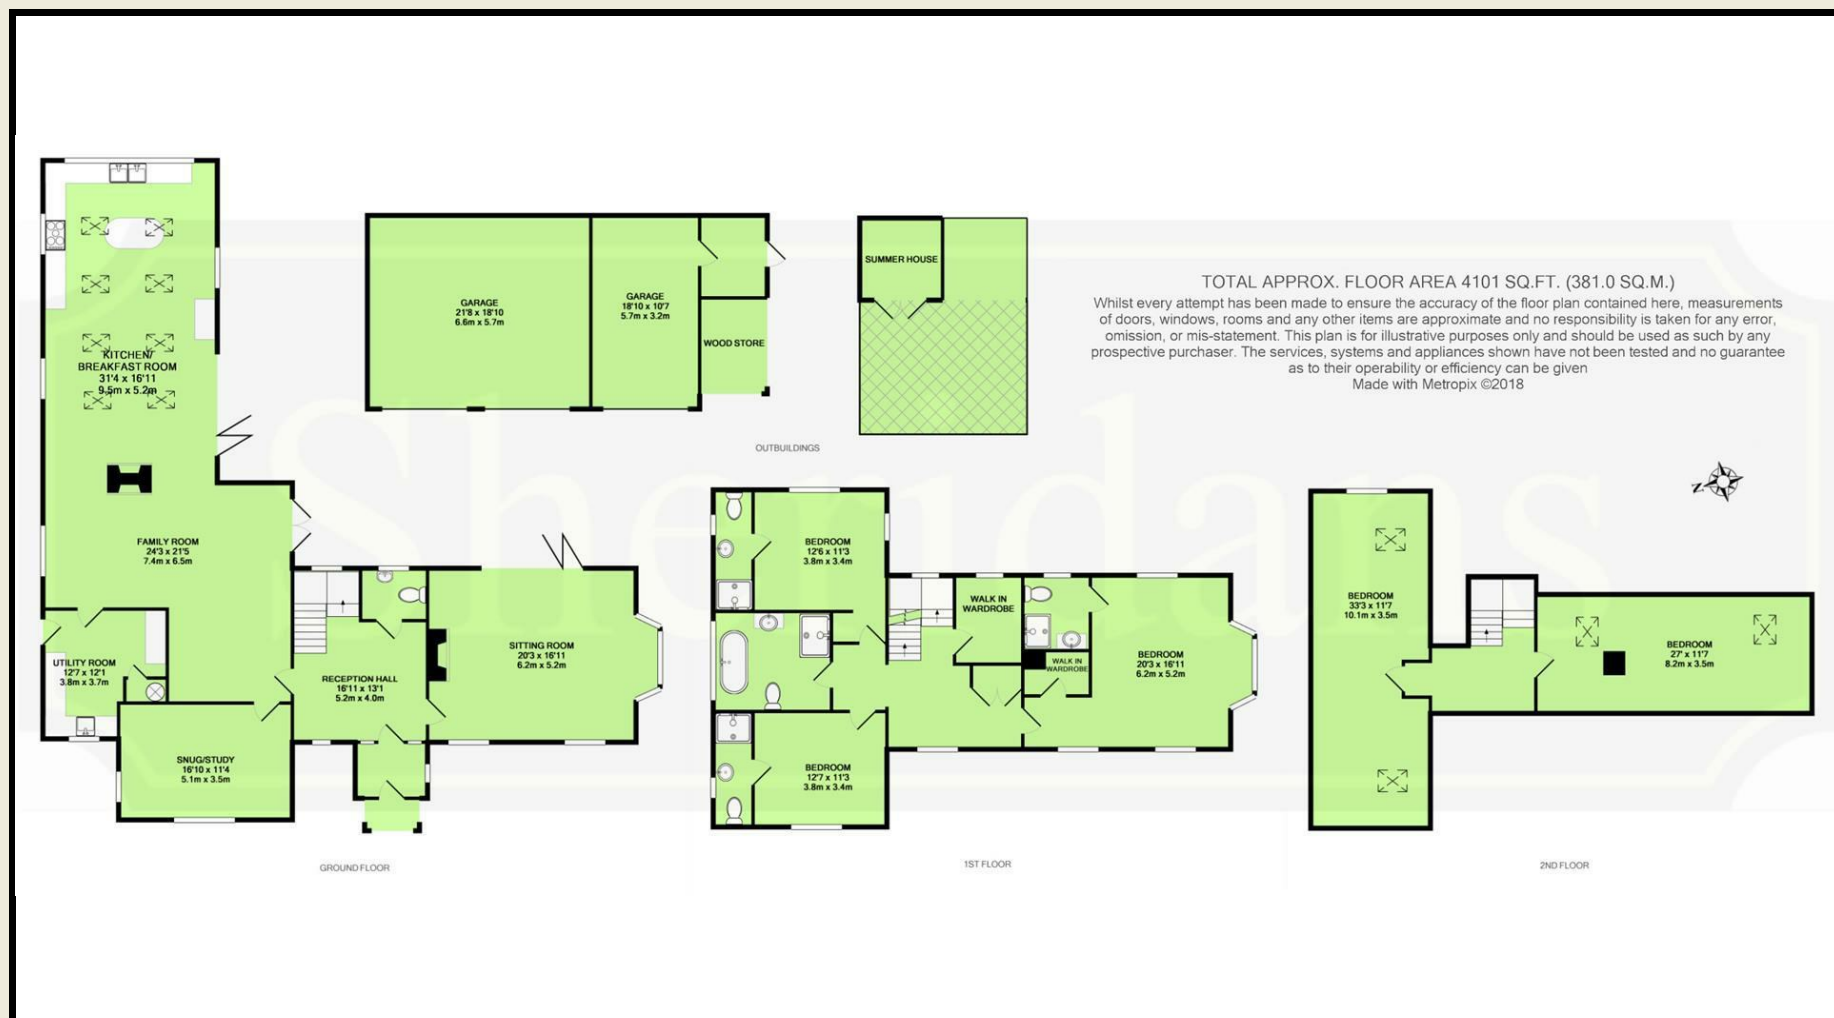 KITCHEN/
BREAKFAST ROOM
31'4 x 16'11
9.5m x 5.2m
FAMILY ROOM
24'3 x 21'5
7.4m x 6.5m
UTILITY ROOM
12'7 x 12'1
3.8m x 3.7m
SNUG/STUDY
16'10 x 11'4
5.1m x 3.5m
RECEPTION HALL
16'11 x 13'1
5.2m x 4.0m
SITTING ROOM
20'3 x 16'11
6.2m x 5.2m
GROUND FLOOR
GARAGE
21'8 x 18'10
6.6m x 5.7m
GARAGE
18'10 x 10'7
5.7m x 3.2m
WOOD STORE
SUMMER HOUSE
OUTBUILDINGS
TOTAL APPROX. FLOOR AREA 4101 SQ.FT. (381.0 SQ.M.)
Whilst every attempt has been made to ensure the accuracy of the floor plan contained here, measurements
of doors, windows, rooms and any other items are approximate and no responsibility is taken for any error,
omission, or mis-statement. This plan is for illustrative purposes only and should be used as such by any
prospective purchaser. The services, systems and appliances shown have not been tested and no guarantee
as to their operability or efficiency can be given
Made with Metropix ©2018
N
BEDROOM
12'6 x 11'3
3.8m x 3.4m
WALK IN
WARDROBE
WALK IN
WARDROBE
BEDROOM
20'3 x 16'11
6.2m x 5.2m
BEDROOM
12'7 x 11'3
3.8m x 3.4m
1ST FLOOR
BEDROOM
33'3 x 11'7
10.1m x 3.5m
BEDROOM
27' x 11'7
8.2m x 3.5m
2ND FLOOR
Sheridans